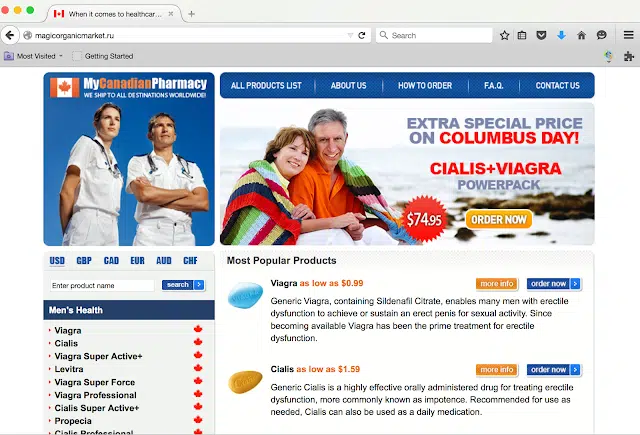 When it comes to healthcar...
magicorganicmarket.ru
Search
Most Visited
Getting Started
MyCanadianPharmacy
WE SHIP TO ALL DESTINATIONS WORLDWIDE!
ALL PRODUCTS LIST
ABOUT US
HOW TO ORDER
F.A.Q.
CONTACT US
EXTRA SPECIAL PRICE
ON COLUMBUS DAY!
CIALIS+VIAGRA
POWERPACK
$74.95
ORDER NOW
USD GBP CAD EUR AUD CHF
Enter product name
search
Men's Health
Viagra
Cialis
Viagra Super Active+
Levitra
Viagra Super Force
Viagra Professional
Cialis Super Active+
Propecia
Cialis Professional
Most Popular Products
Viagra as low as $0.99
more info
order now
Generic Viagra, containing Sildenafil Citrate, enables many men with erectile
dysfunction to achieve or sustain an erect penis for sexual activity. Since
becoming available Viagra has been the prime treatment for erectile
dysfunction.
Cialis as low as $1.59
more info
order now
Generic Cialis is a highly effective orally administered drug for treating erectile
dysfunction, more commonly known as impotence. Recommended for use as
needed, Cialis can also be used as a daily medication.